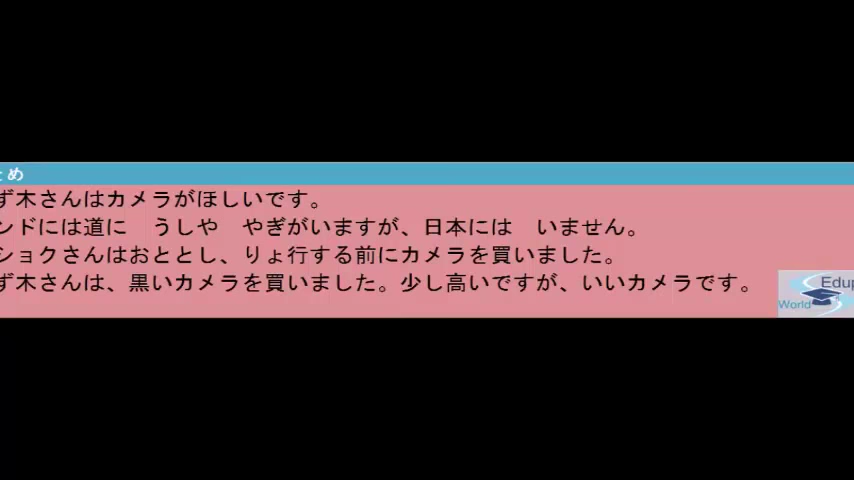 とめ
ず木さんはカメラがほしいです。
ンドには道に　うしや　やぎがいますが、日本には　いません。
ショクさんはおととし、りょ行する前にカメラを買いました。
ず木さんは、黒いカメラを買いました。少し高いですが、いいカメラです。
Edup
World